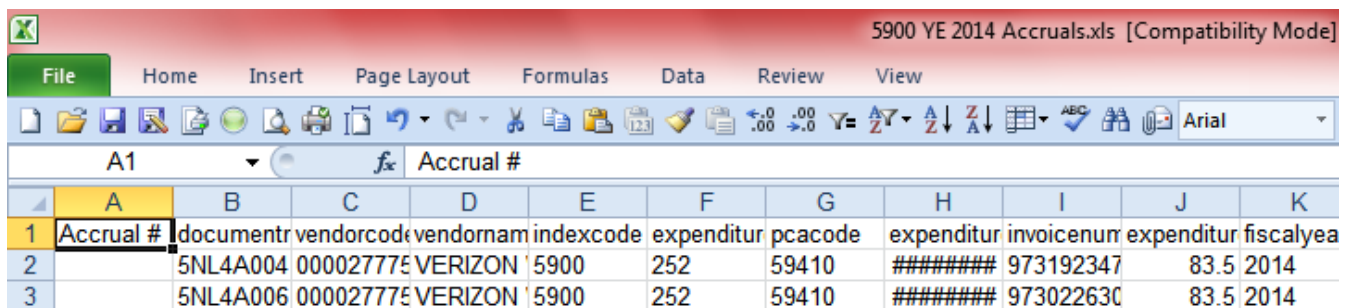 5900 YE 2014 Accruals.xls [Compatibility Mode]
File Home Insert Page Layout Formulas Data Review View
Arial
A1 fx Accrual #
A B C D E F G H I J K
1 Accrual # documentr vendorcode vendornam indexcode expenditur pcacode expenditur invoicenum expenditur fiscalyea
2 5NL4A004 000027775 VERIZON 5900 252 59410 ######## 973192347 83.5 2014
3 5NL4A006 000027775 VERIZON 5900 252 59410 ######## 973022630 83.5 2014